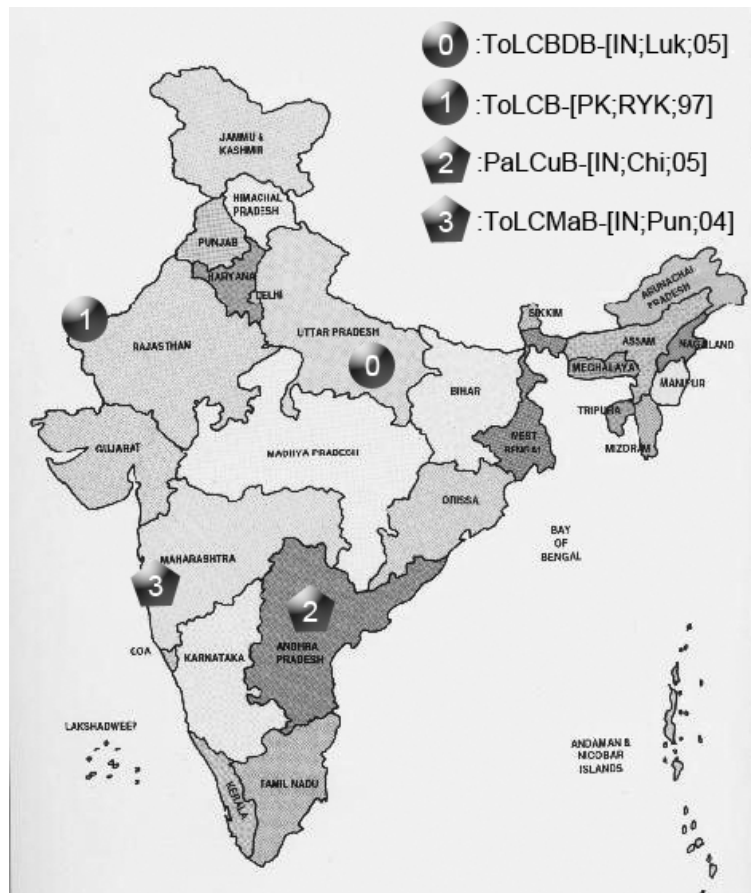 0 :ToLCBDB-[IN;Luk;05]
1 :ToLCB-[PK;RYK;97]
2 :PaLCuB-[IN;Chi;05]
3 :ToLCMaB-[IN;Pun;04]
JAMMU &
KASHMIR
HIMACHAL
PRADESH
PUNJAB
HARYANA
DELHI
1
RAJASTHAN
UTTAR PRADESH
0
SIKKIM
ARUNACHAL
PRADESH
ASSAM
NAGALAND
MEGHALAYA
MANIPUR
BIHAR
TRIPURA
MIZORAM
GUJARAT
MADHYA PRADESH
WEST
BENGAL
ORISSA
BAY
OF
BENGAL
MAHARASHTRA
3
2
GOA
KARNATAKA
ANDHRA
PRADESH
LAKSHADWEE?
ANDAMAN &
NICOBAR
ISLANDS
KERALA
TAMIL NADU